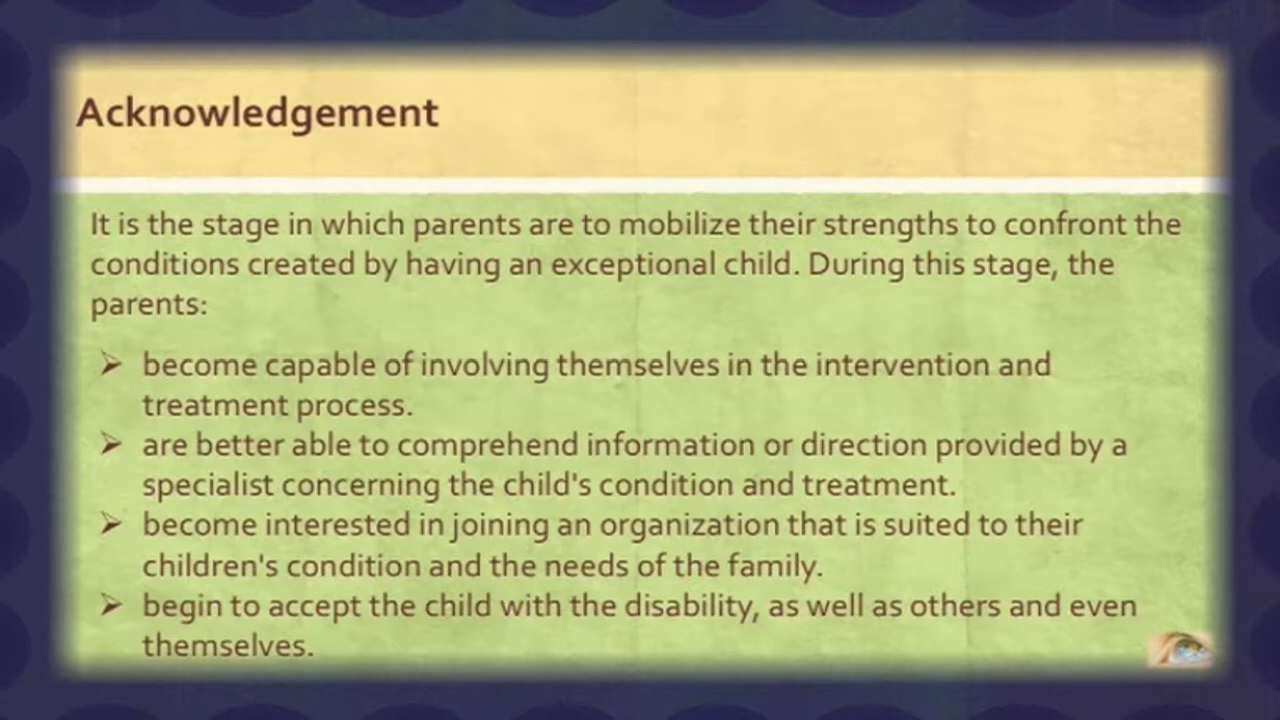 Acknowledgement
It is the stage in which parents are to mobilize their strengths to confront the
conditions created by having an exceptional child. During this stage, the
parents:
➢ become capable of involving themselves in the intervention and
treatment process.
➢ are better able to comprehend information or direction provided by a
specialist concerning the child's condition and treatment.
➢ become interested in joining an organization that is suited to their
children's condition and the needs of the family.
➢ begin to accept the child with the disability, as well as others and even
themselves.